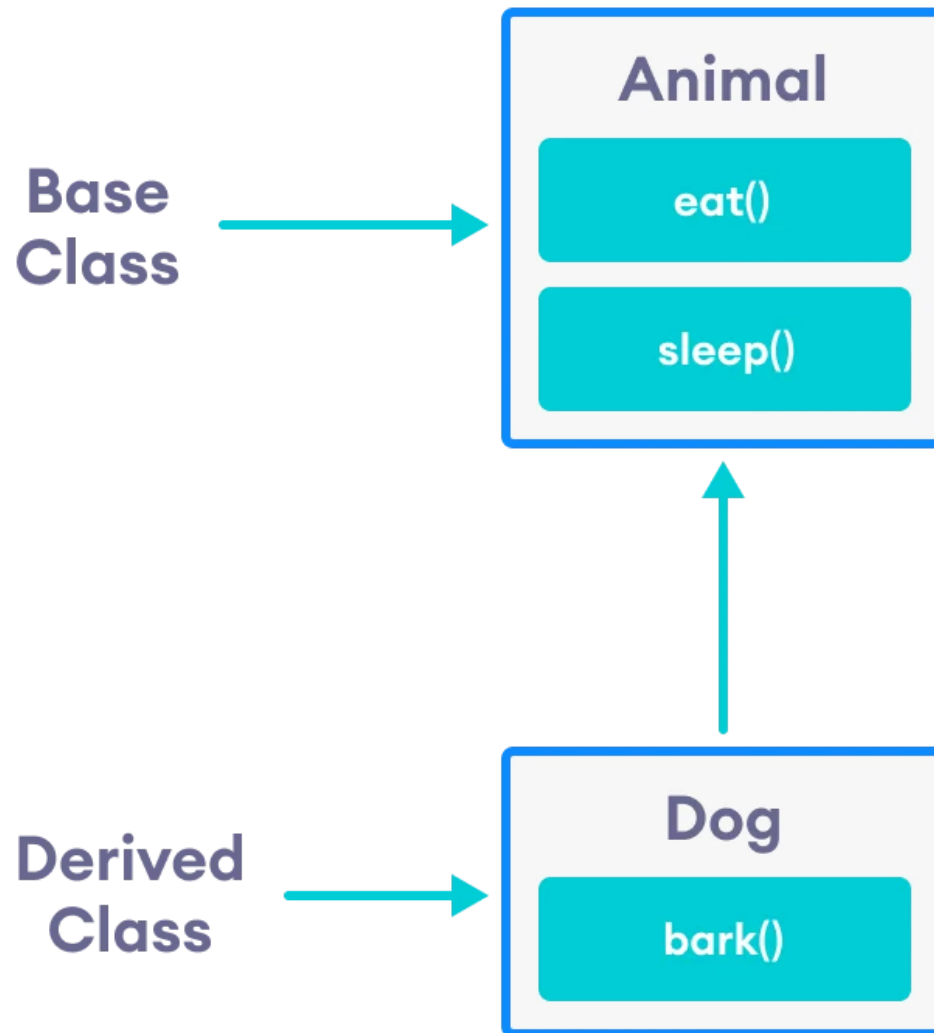 Animal
Base
Class
eat()
sleep()
Derived
Class
Dog
bark()